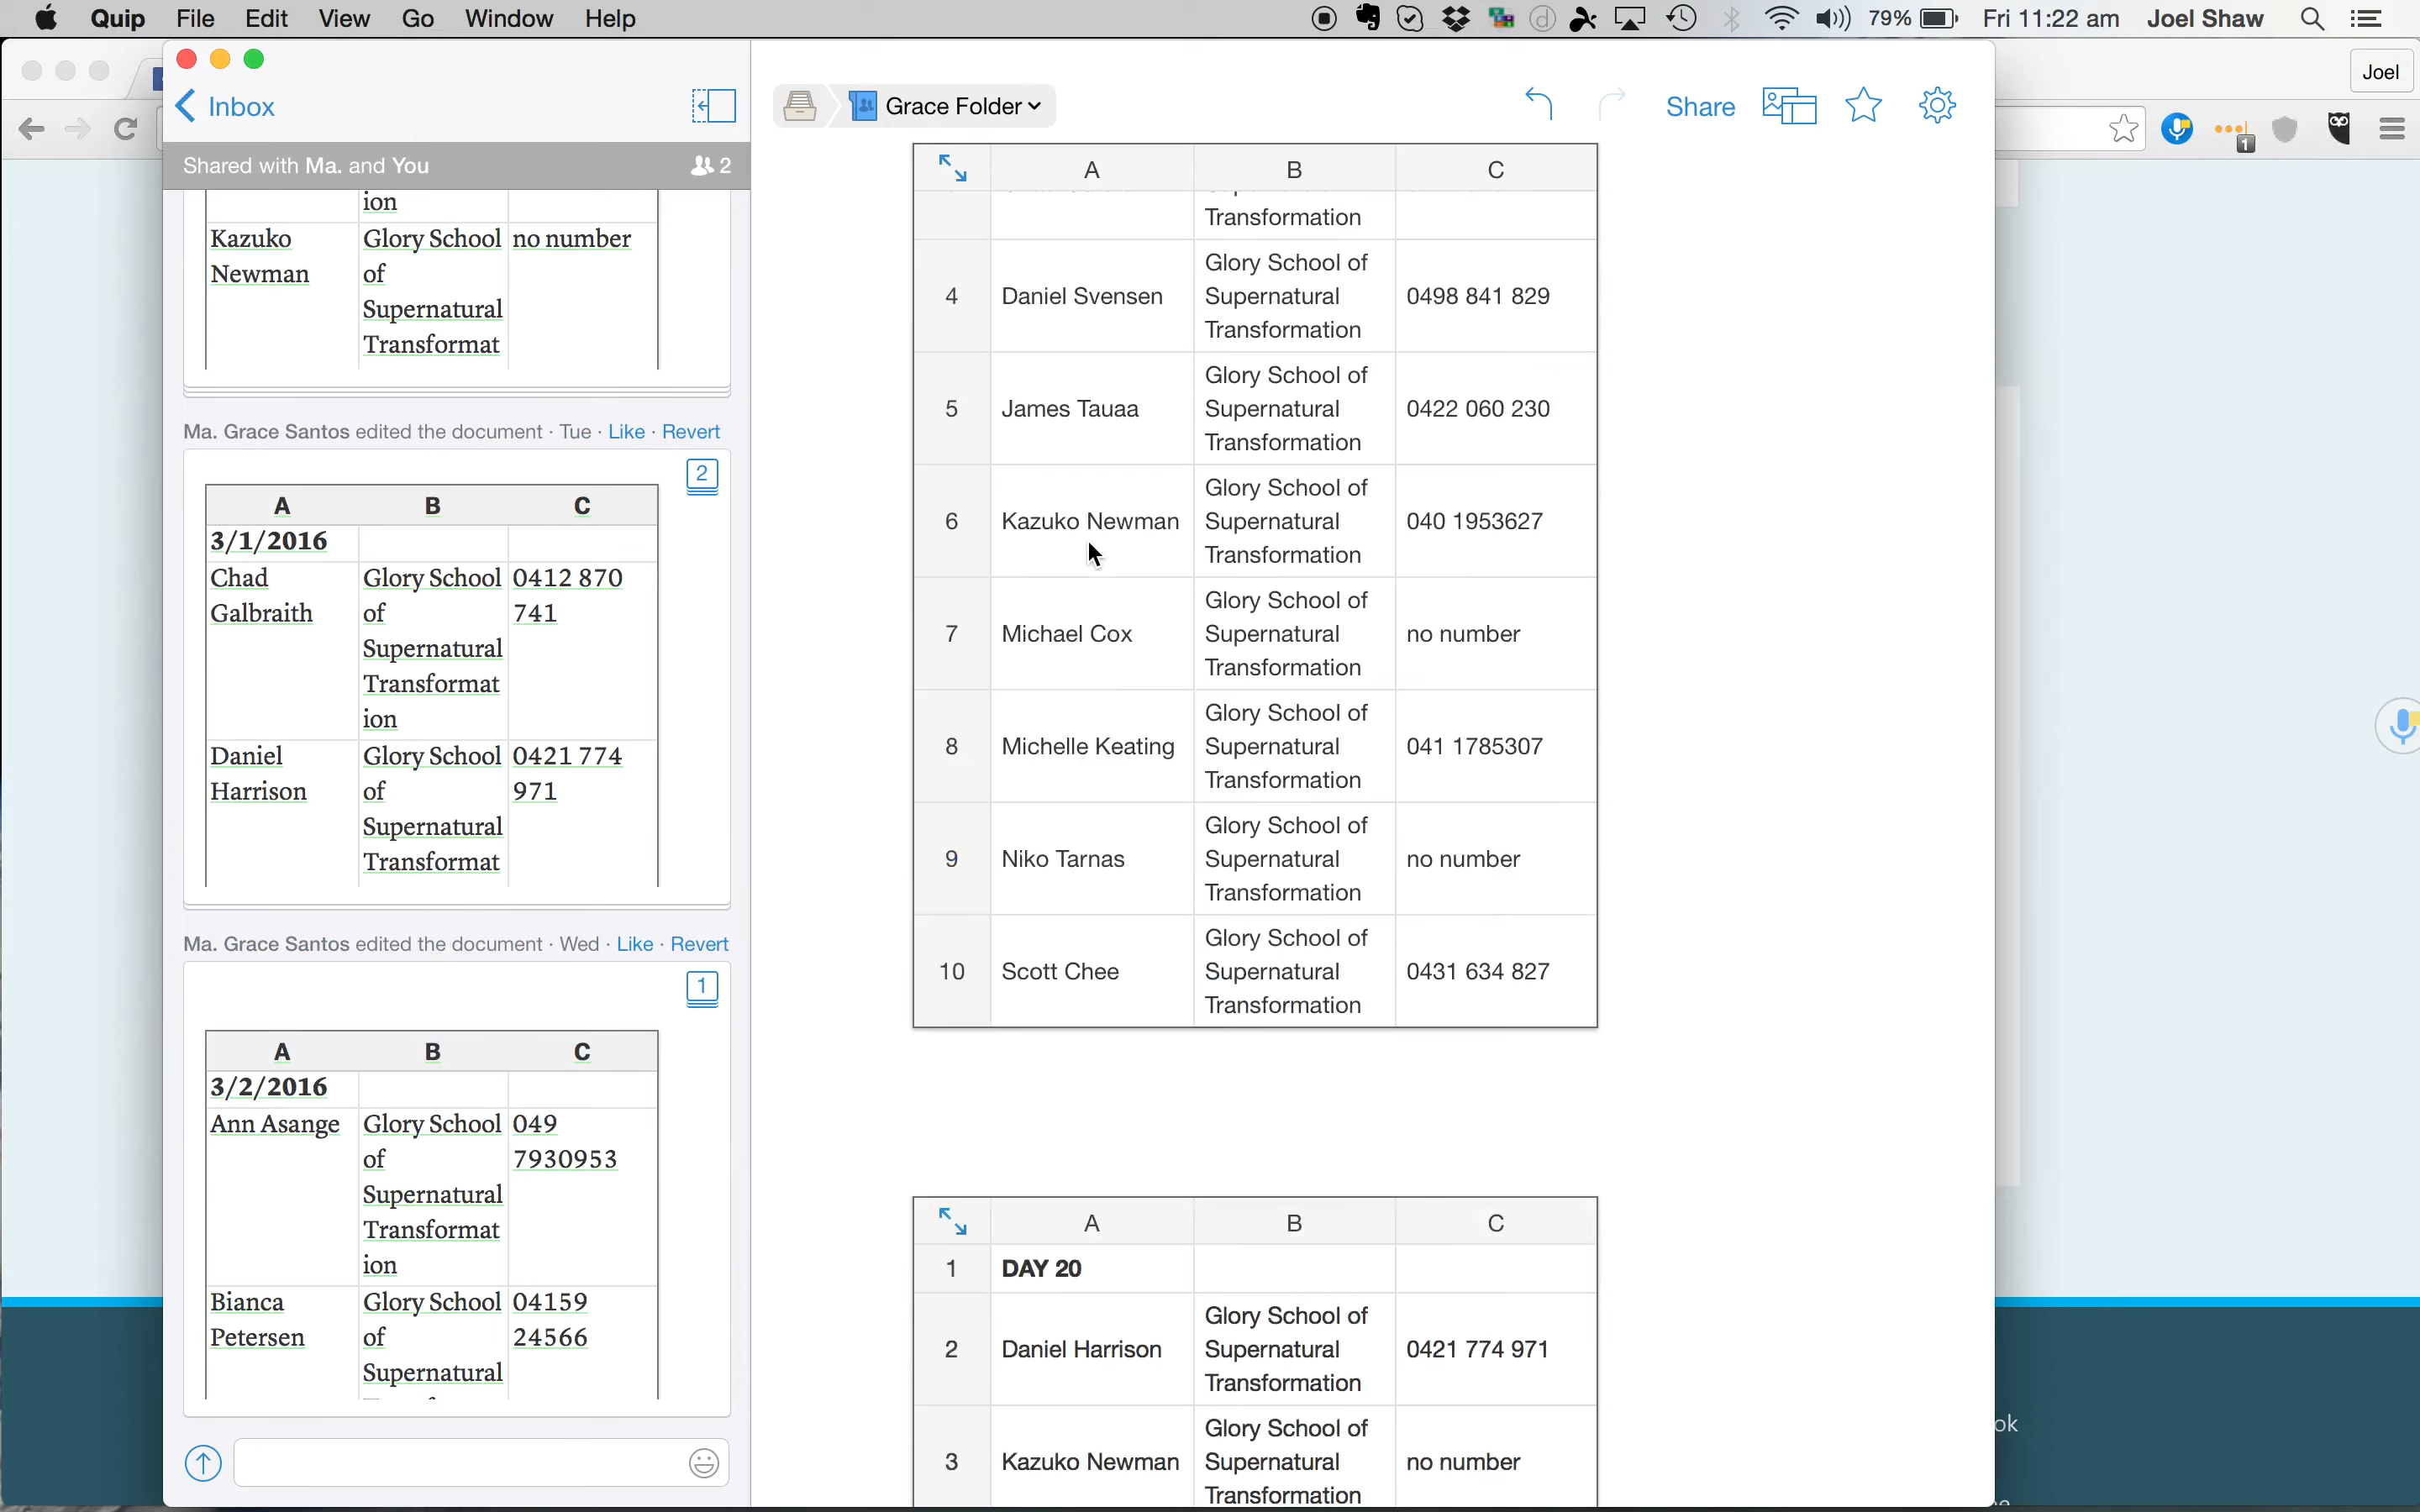 Quip File Edit View Go Window Help
79% Fri 11:22 am Joel Shaw
Joel
1
Inbox
Shared with Ma. and You 2
ion
Kazuko Newman Glory School of Supernatural Transformat no number
Ma. Grace Santos edited the document · Tue · Like · Revert
2
A B C
3/1/2016
Chad Galbraith Glory School of Supernatural Transformation 0412 870 741
Daniel Harrison Glory School of Supernatural Transformat 0421 774 971
Ma. Grace Santos edited the document · Wed · Like · Revert
1
A B C
3/2/2016
Ann Asange Glory School of Supernatural Transformation 049 7930953
Bianca Petersen Glory School of Supernatural 04159 24566
Grace Folder
Share
A B C
Transformation
4 Daniel Svensen Glory School of Supernatural Transformation 0498 841 829
5 James Tauaa Glory School of Supernatural Transformation 0422 060 230
6 Kazuko Newman Glory School of Supernatural Transformation 040 1953627
7 Michael Cox Glory School of Supernatural Transformation no number
8 Michelle Keating Glory School of Supernatural Transformation 041 1785307
9 Niko Tarnas Glory School of Supernatural Transformation no number
10 Scott Chee Glory School of Supernatural Transformation 0431 634 827
A B C
1 DAY 20
2 Daniel Harrison Glory School of Supernatural Transformation 0421 774 971
3 Kazuko Newman Glory School of Supernatural Transformation no number
ok